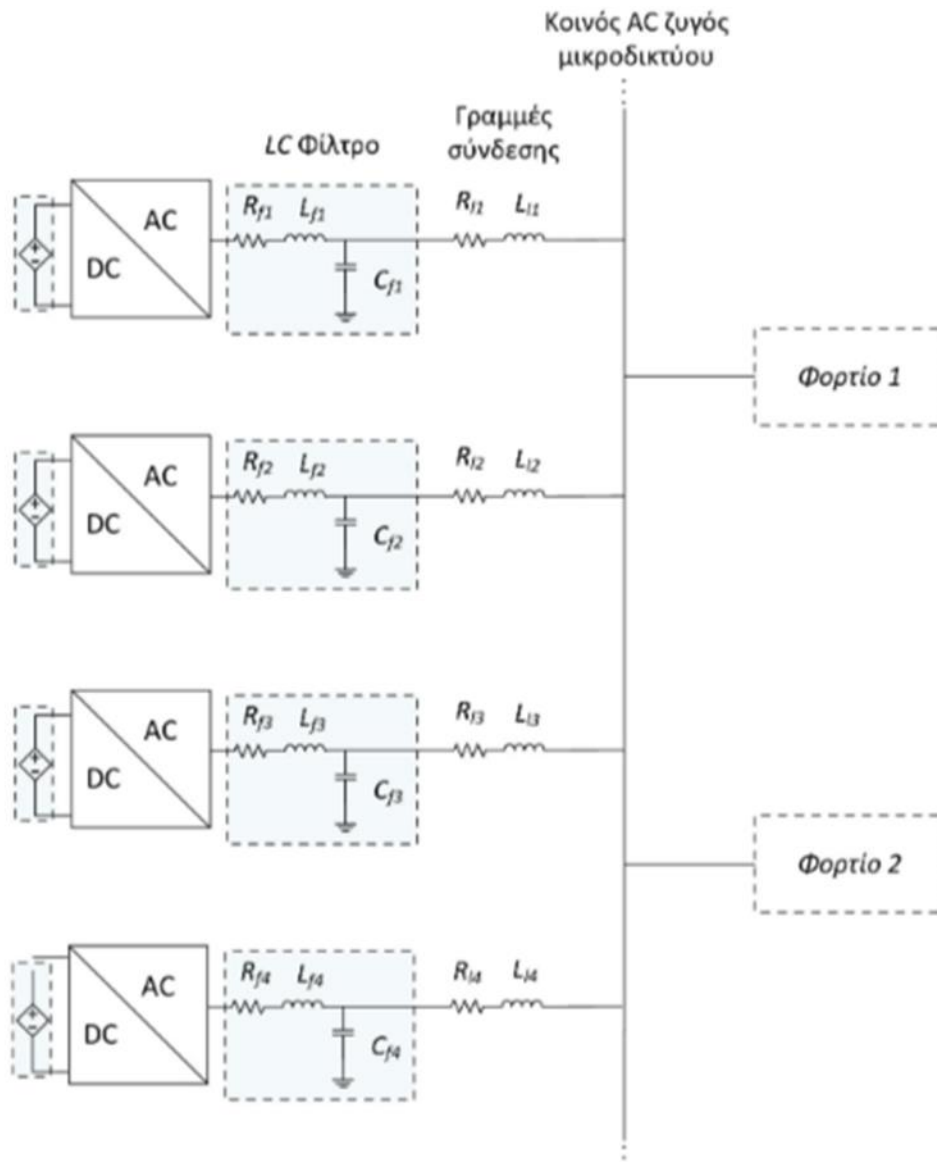 Κοινός AC ζυγός
μικροδικτύου
Γραμμές
σύνδεσης
LC Φίλτρο
AC
DC
Rf1 Lf1
Cf1
Rl1 Ll1
Φορτίο 1
AC
DC
Rf2 Lf2
Cf2
Rl2 Ll2
AC
DC
Rf3 Lf3
Cf3
Rl3 Ll3
Φορτίο 2
AC
DC
Rf4 Lf4
Cf4
Rl4 Ll4